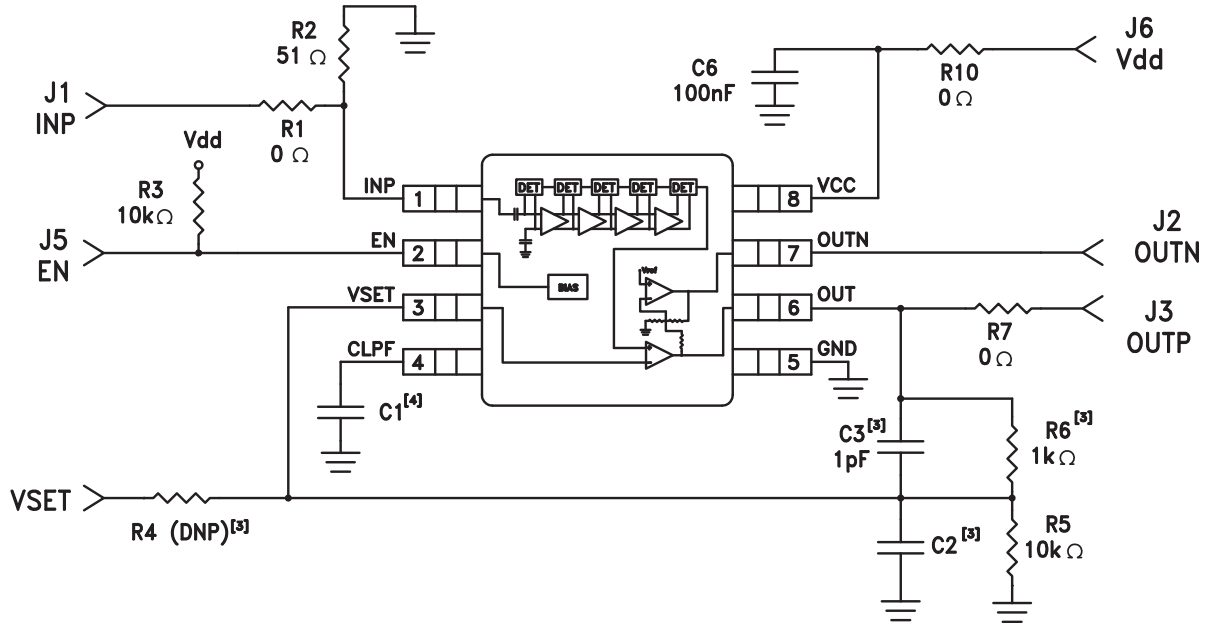 R2
51 Ω
J1
INP
R1
0 Ω
Vdd
R3
10kΩ
J5
EN
C6
100nF
R10
0 Ω
J6
Vdd
INP
1
EN
2
VSET
3
CLPF
4
DET DET DET DET DET
BIAS
Vref
VCC
8
OUTN
7
OUT
6
GND
5
J2
OUTN
J3
OUTP
R7
0 Ω
C1[4]
C3[3]
1pF
R6[3]
1kΩ
VSET
R4 (DNP)[3]
C2[3]
R5
10kΩ